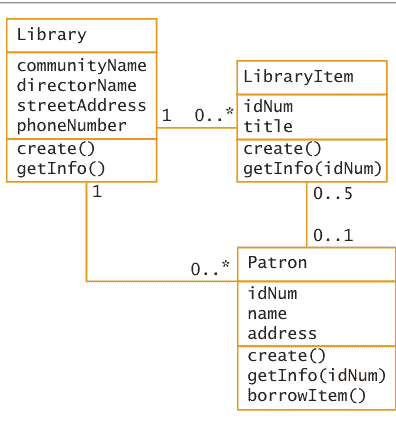 Library
communityName
directorName
streetAddress
phoneNumber
create()
getInfo()
1
0..*
LibraryItem
idNum
title
create()
getInfo(idNum)
1
0..5
0..1
0..*
Patron
idNum
name
address
create()
getInfo(idNum)
borrowItem()